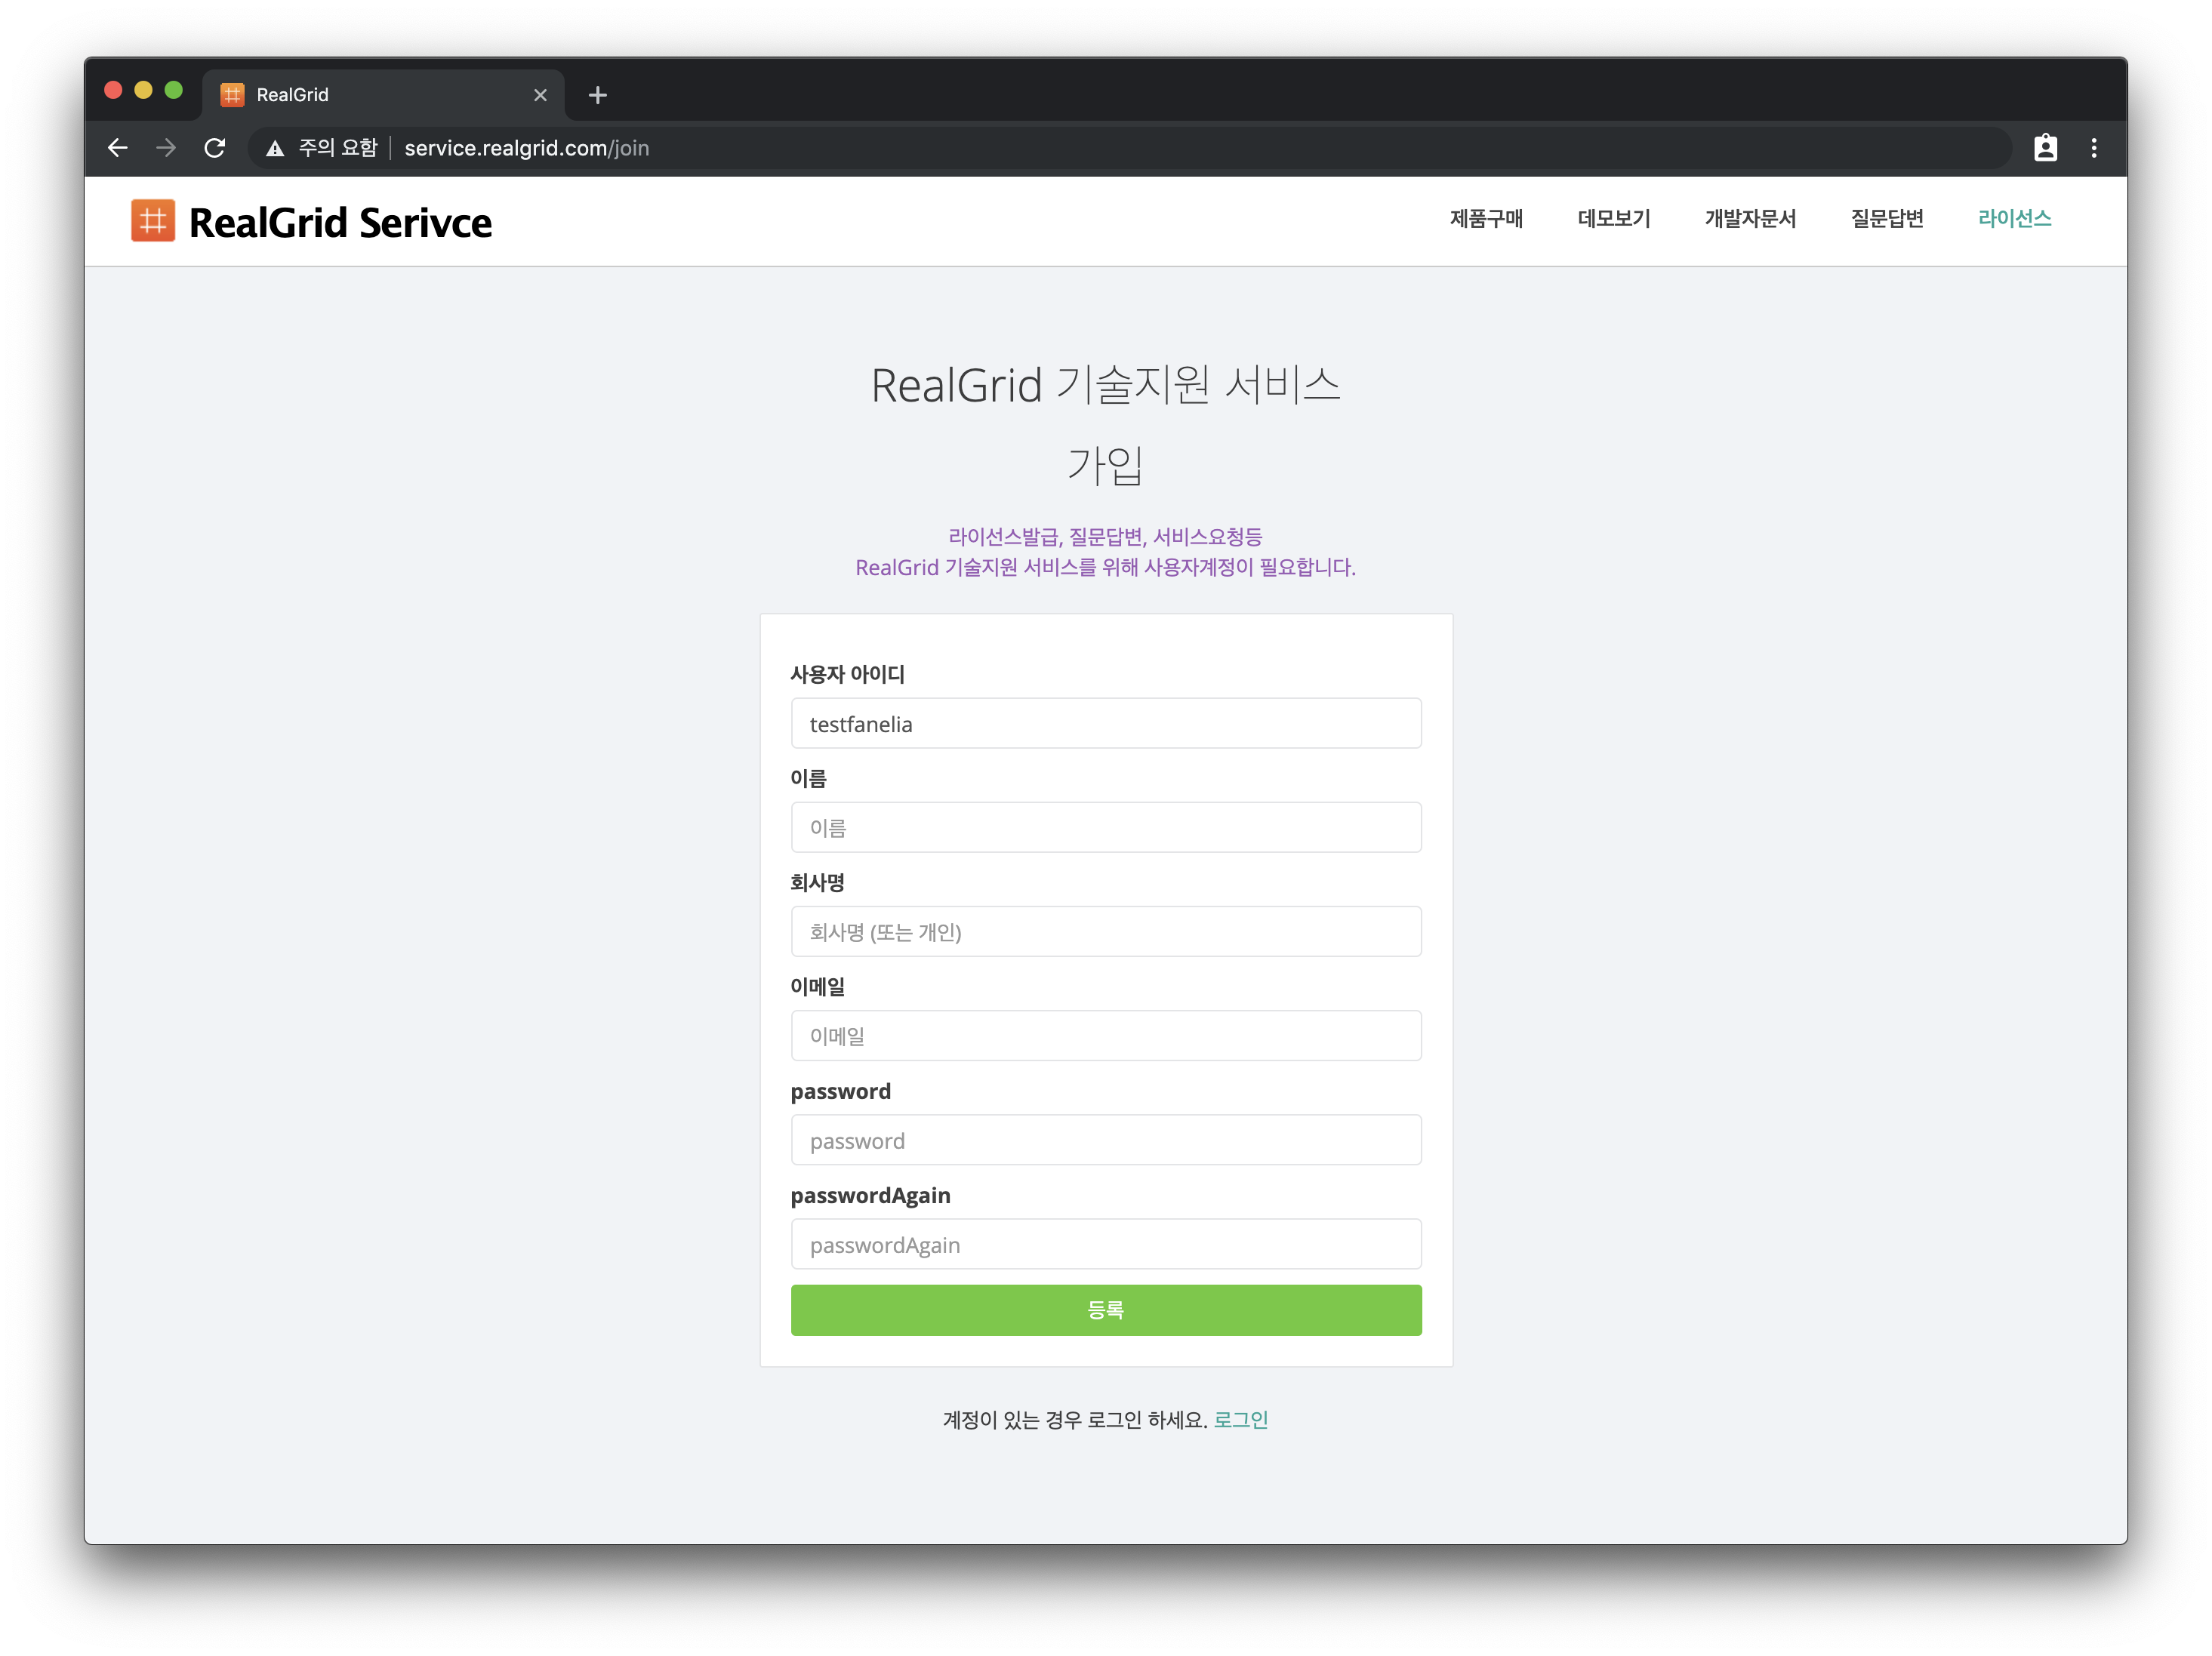 RealGrid
주의 요함 service.realgrid.com/join
RealGrid Serivce
제품구매 데모보기 개발자문서 질문답변 라이선스
RealGrid 기술지원 서비스
가입
라이선스발급, 질문답변, 서비스요청등
RealGrid 기술지원 서비스를 위해 사용자계정이 필요합니다.
사용자 아이디
testfanelia
이름
이름
회사명
회사명 (또는 개인)
이메일
이메일
password
password
passwordAgain
passwordAgain
등록
계정이 있는 경우 로그인 하세요. 로그인